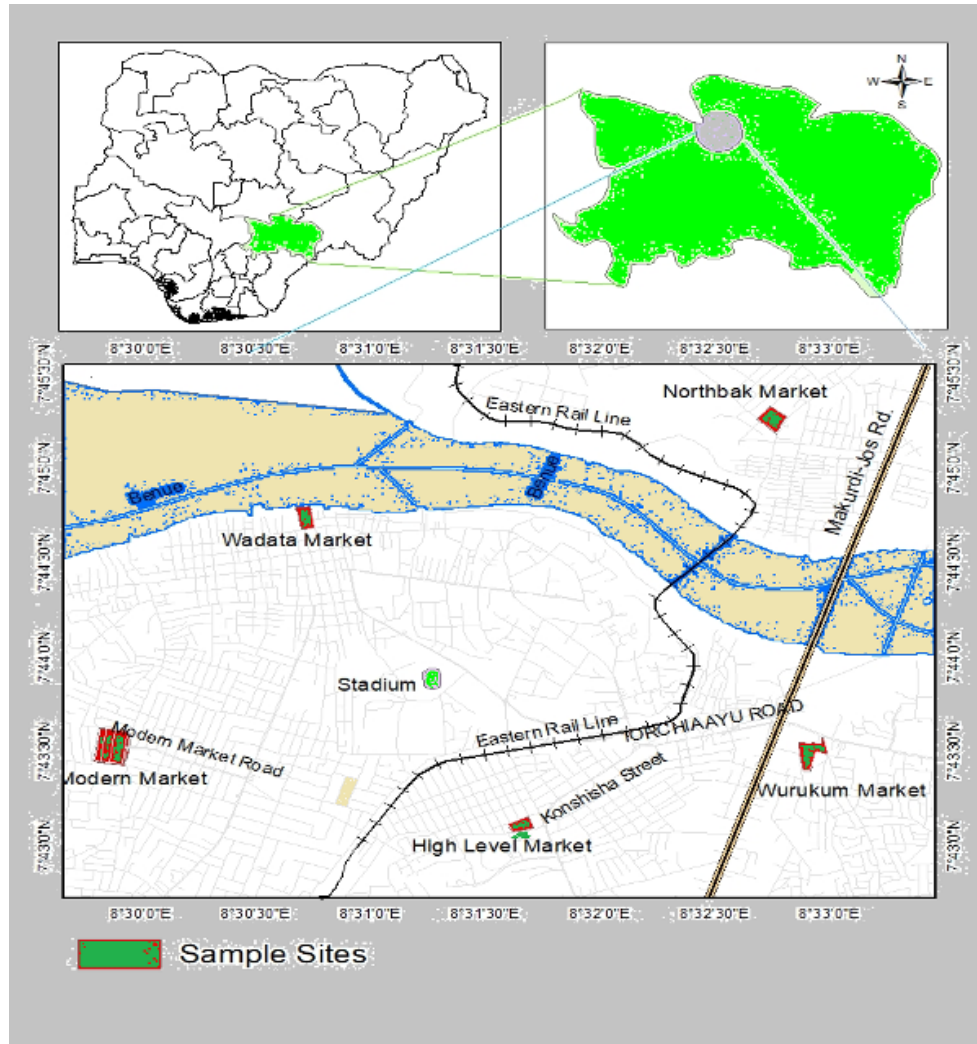 N
W E
S
8°30'0"E 8°30'30"E 8°31'0"E 8°31'30"E 8°32'0"E 8°32'30"E 8°33'0"E
7°45'30"N
7°45'30"N
Northbak Market
Eastern Rail Line
7°45'0"N
Benue
Benue
Makurdi-Jos Rd.
7°45'0"N
Wadata Market
7°44'30"N
7°44'30"N
7°44'0"N
Stadium
7°44'0"N
Eastern Rail Line
IORCHIAAYU ROAD
7°43'30"N
Modern Market Road
Modern Market
Konshisha Street
Wurukum Market
7°43'30"N
High Level Market
7°43'0"N
7°43'0"N
8°30'0"E 8°30'30"E 8°31'0"E 8°31'30"E 8°32'0"E 8°32'30"E 8°33'0"E
Sample Sites